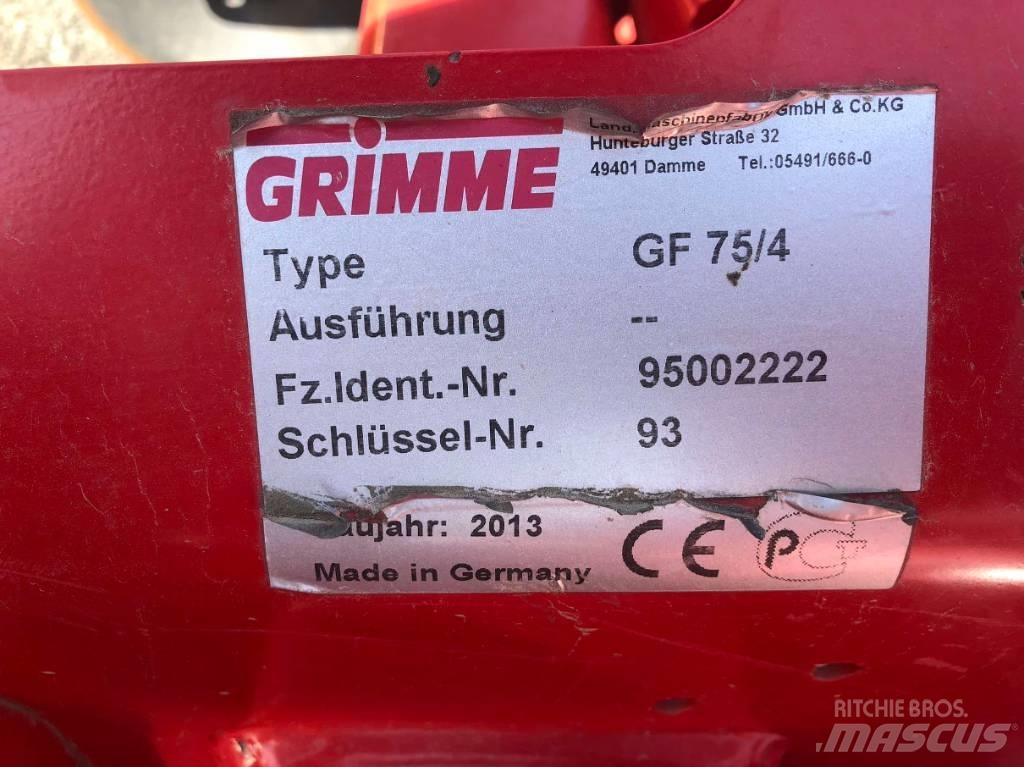 GRIMME
GmbH & Co.KG
Hunteburger Straße 32
49401 Damme Tel.:05491/666-0
Type GF 75/4
Ausführung --
Fz.Ident.-Nr. 95002222
Schlüssel-Nr. 93
2013
Made in Germany
CE
PG
RITCHIE BROS.
MASCUS